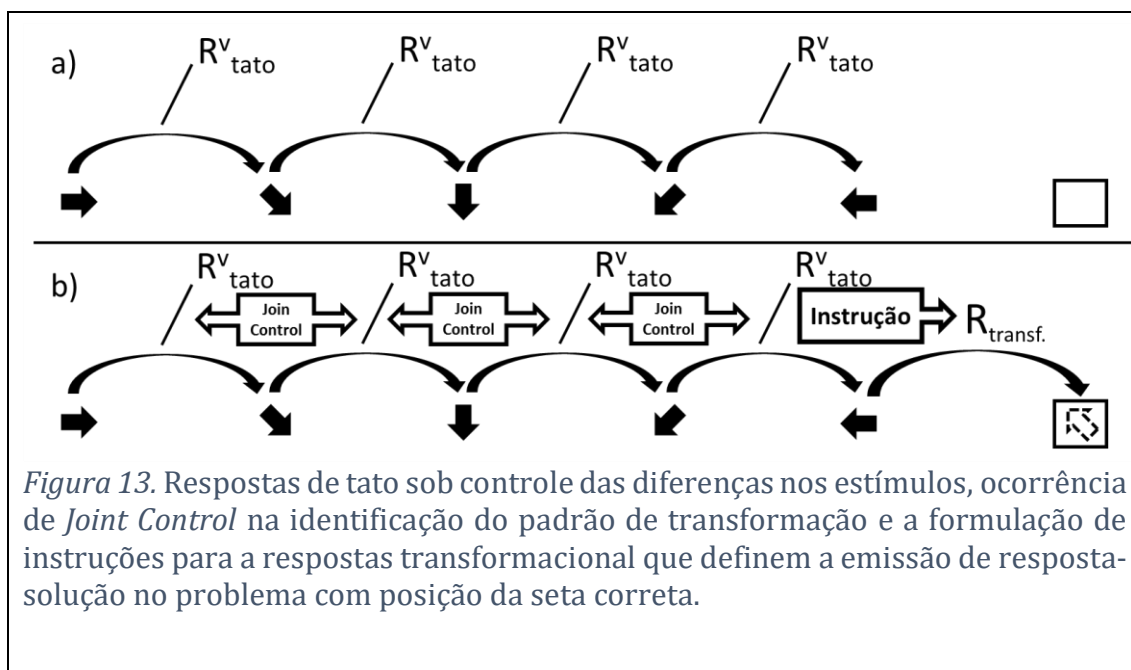 a) Rᵛtato Rᵛtato Rᵛtato Rᵛtato
b) Rᵛtato Rᵛtato Rᵛtato Rᵛtato
Join Control Join Control Join Control Instrução Rtransf.
Figura 13. Respostas de tato sob controle das diferenças nos estímulos, ocorrência
de Joint Control na identificação do padrão de transformação e a formulação de
instruções para a respostas transformacional que definem a emissão de resposta-
solução no problema com posição da seta correta.